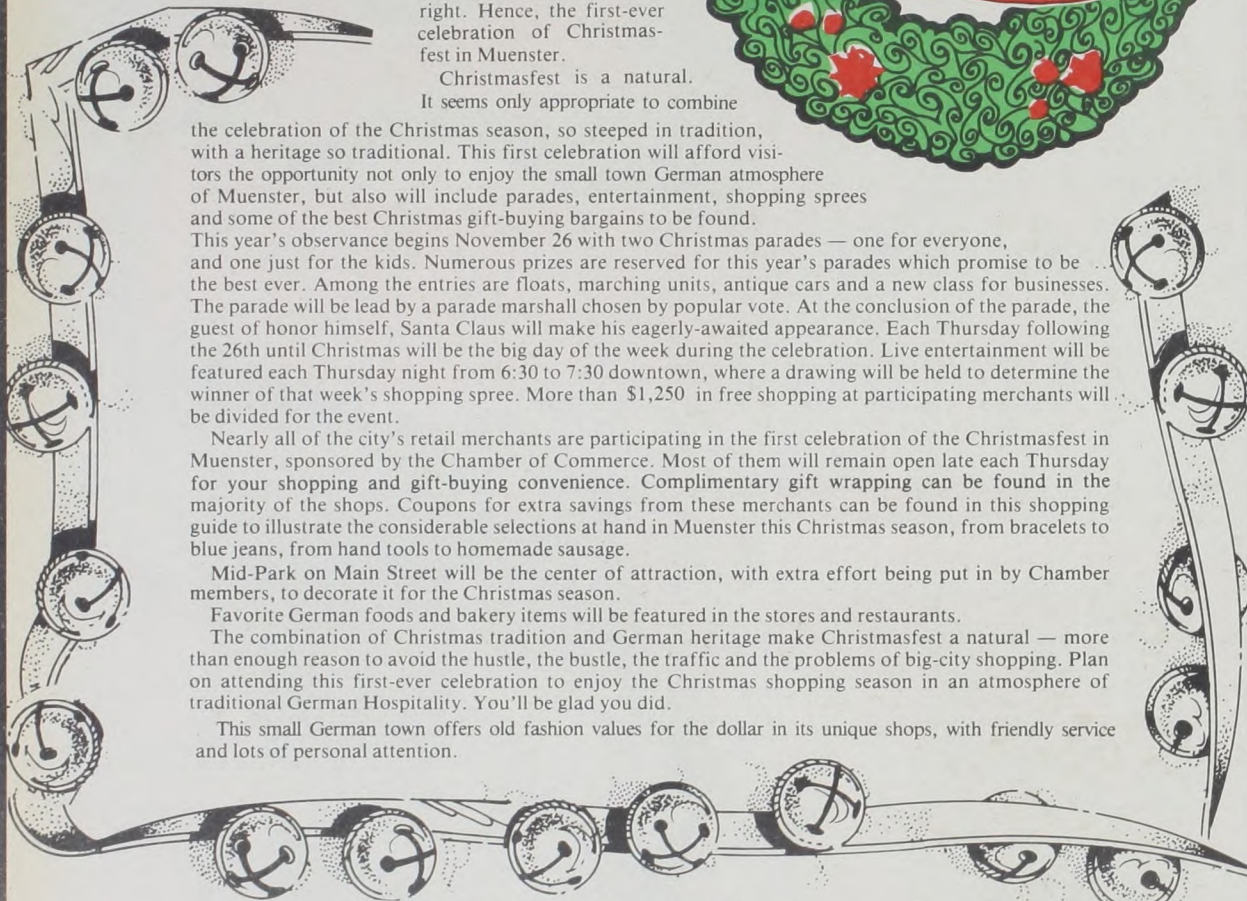 right. Hence, the first-ever
celebration of Christmas-
fest in Muenster.
Christmasfest is a natural.
It seems only appropriate to combine
the celebration of the Christmas season, so steeped in tradition,
with a heritage so traditional. This first celebration will afford visi-
tors the opportunity not only to enjoy the small town German atmosphere
of Muenster, but also will include parades, entertainment, shopping sprees
and some of the best Christmas gift-buying bargains to be found.
This year's observance begins November 26 with two Christmas parades — one for everyone,
and one just for the kids. Numerous prizes are reserved for this year's parades which promise to be
the best ever. Among the entries are floats, marching units, antique cars and a new class for businesses.
The parade will be lead by a parade marshall chosen by popular vote. At the conclusion of the parade, the
guest of honor himself, Santa Claus will make his eagerly-awaited appearance. Each Thursday following
the 26th until Christmas will be the big day of the week during the celebration. Live entertainment will be
featured each Thursday night from 6:30 to 7:30 downtown, where a drawing will be held to determine the
winner of that week's shopping spree. More than $1,250 in free shopping at participating merchants will
be divided for the event.
Nearly all of the city's retail merchants are participating in the first celebration of the Christmasfest in
Muenster, sponsored by the Chamber of Commerce. Most of them will remain open late each Thursday
for your shopping and gift-buying convenience. Complimentary gift wrapping can be found in the
majority of the shops. Coupons for extra savings from these merchants can be found in this shopping
guide to illustrate the considerable selections at hand in Muenster this Christmas season, from bracelets to
blue jeans, from hand tools to homemade sausage.
Mid-Park on Main Street will be the center of attraction, with extra effort being put in by Chamber
members, to decorate it for the Christmas season.
Favorite German foods and bakery items will be featured in the stores and restaurants.
The combination of Christmas tradition and German heritage make Christmasfest a natural — more
than enough reason to avoid the hustle, the bustle, the traffic and the problems of big-city shopping. Plan
on attending this first-ever celebration to enjoy the Christmas shopping season in an atmosphere of
traditional German Hospitality. You'll be glad you did.
This small German town offers old fashion values for the dollar in its unique shops, with friendly service
and lots of personal attention.